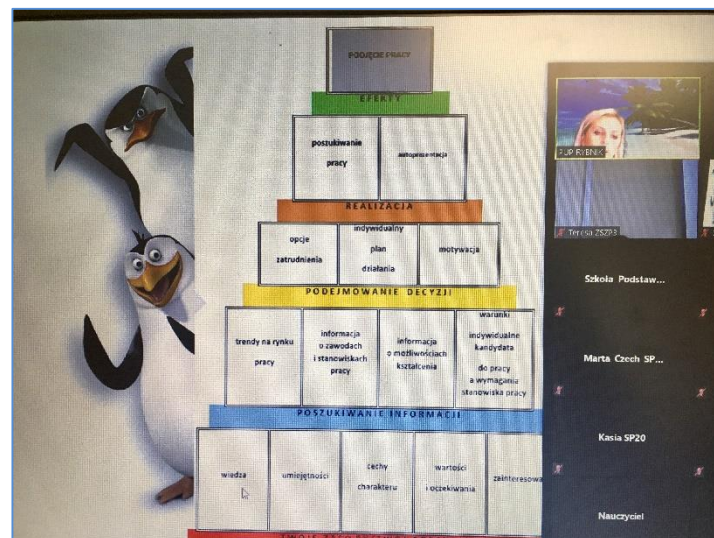 PODJĘCIE PRACY
EFEKTY
poszukiwanie
pracy
autoprezentacja
REALIZACJA
opcje
zatrudnienia
indywidualny
plan
działania
motywacja
PODEJMOWANIE DECYZJI
trendy na rynku
pracy
informacja
o zawodach
i stanowiskach
pracy
informacja
o możliwościach
kształcenia
warunki
indywidualne
kandydata
do pracy
a wymagania
stanowiska pracy
POSZUKIWANIE INFORMACJI
wiedza
umiejętności
cechy
charakteru
wartości
i oczekiwania
zainteresowa
PUP RYBNIK
Teresa ZSZP3
Szkoła Podstaw...
Marta Czech SP...
Kasia SP20
Nauczyciel